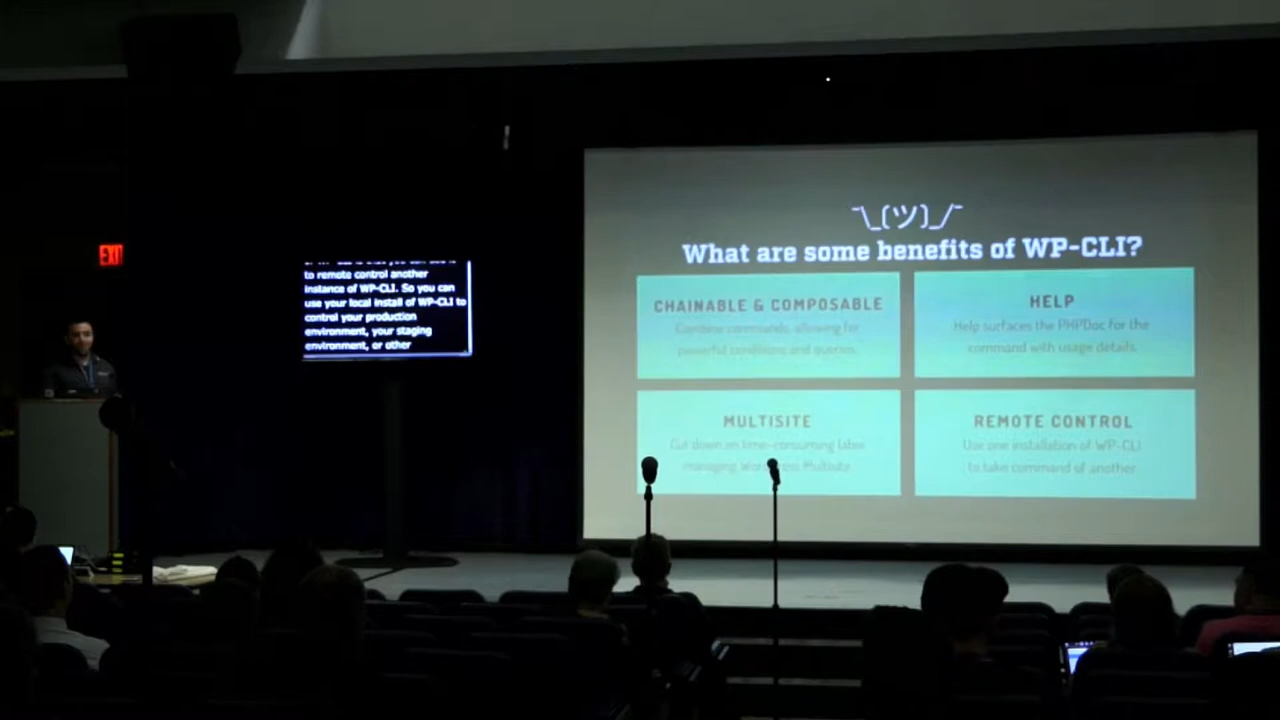 EXIT
to remote control another
instance of WP-CLI. So you can
use your local install of WP-CLI to
control your production
environment, your staging
environment, or other
¯\_(ツ)_/¯
What are some benefits of WP-CLI?
CHAINABLE & COMPOSABLE
Combine commands, allowing for
powerful conditions and queries.
HELP
Help surfaces the PHPDoc for the
command with usage details.
MULTISITE
Cut down on time-consuming labor
managing WordPress Multisite
REMOTE CONTROL
Use one installation of WP-CLI
to take command of another